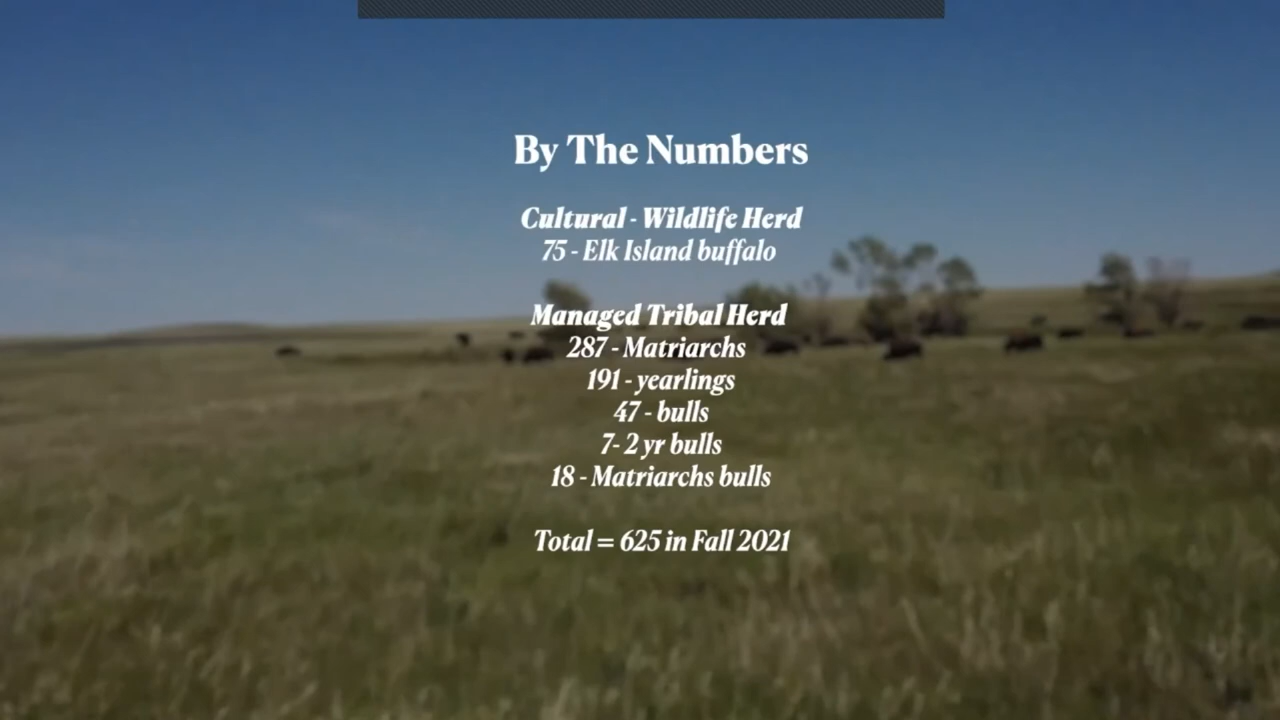 By The Numbers
Cultural - Wildlife Herd
75 - Elk Island buffalo
Managed Tribal Herd
287 - Matriarchs
191 - yearlings
47 - bulls
7- 2 yr bulls
18 - Matriarchs bulls
Total = 625 in Fall 2021